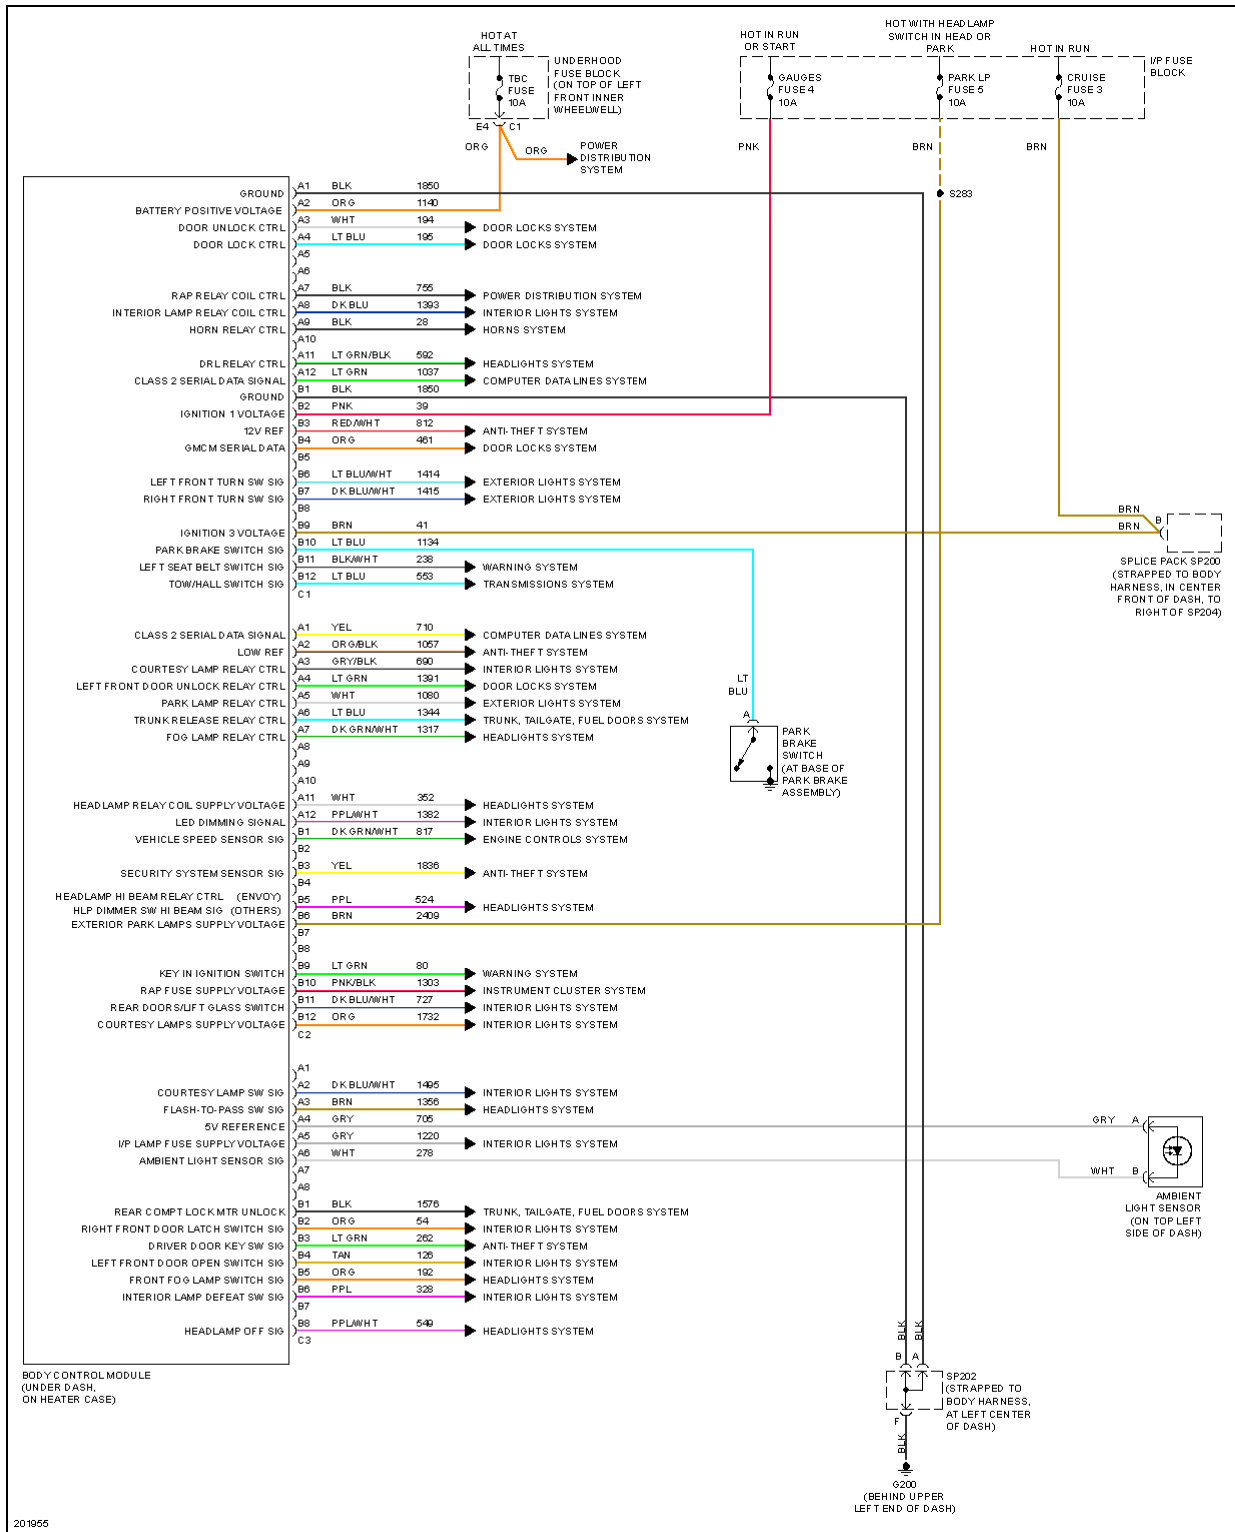 HOT AT
ALL TIMES
UNDERHOOD
FUSE BLOCK
(ON TOP OF LEFT
FRONT INNER
WHEELWELL)
TBC
FUSE
10A
E4 C1
ORG
ORG
POWER
DISTRIBUTION
SYSTEM
HOT IN RUN
OR START
HOT WITH HEADLAMP
SWITCH IN HEAD OR
PARK
HOT IN RUN
I/P FUSE
BLOCK
GAUGES
FUSE 4
10A
PARK LP
FUSE 5
10A
CRUISE
FUSE 3
10A
PNK
BRN
BRN
S283
GROUND A1 BLK 1850
BATTERY POSITIVE VOLTAGE A2 ORG 1140
DOOR UNLOCK CTRL A3 WHT 194 DOOR LOCKS SYSTEM
DOOR LOCK CTRL A4 LT BLU 195 DOOR LOCKS SYSTEM
A5
A6
RAP RELAY COIL CTRL A7 BLK 755 POWER DISTRIBUTION SYSTEM
INTERIOR LAMP RELAY COIL CTRL A8 DK BLU 1393 INTERIOR LIGHTS SYSTEM
HORN RELAY CTRL A9 BLK 28 HORNS SYSTEM
A10
DRL RELAY CTRL A11 LT GRN/BLK 592 HEADLIGHTS SYSTEM
CLASS 2 SERIAL DATA SIGNAL A12 LT GRN 1037 COMPUTER DATA LINES SYSTEM
GROUND B1 BLK 1850
IGNITION 1 VOLTAGE B2 PNK 39
12V REF B3 RED/WHT 812 ANTI-THEFT SYSTEM
GMCM SERIAL DATA B4 ORG 461 DOOR LOCKS SYSTEM
B5
LEFT FRONT TURN SW SIG B6 LT BLU/WHT 1414 EXTERIOR LIGHTS SYSTEM
RIGHT FRONT TURN SW SIG B7 DK BLU/WHT 1415 EXTERIOR LIGHTS SYSTEM
B8
IGNITION 3 VOLTAGE B9 BRN 41
PARK BRAKE SWITCH SIG B10 LT BLU 1134
LEFT SEAT BELT SWITCH SIG B11 BLK/WHT 238 WARNING SYSTEM
TOW/HALL SWITCH SIG B12 LT BLU 553 TRANSMISSIONS SYSTEM
C1
BRN
BRN
B
SPLICE PACK SP200
(STRAPPED TO BODY
HARNESS, IN CENTER
FRONT OF DASH, TO
RIGHT OF SP204)
CLASS 2 SERIAL DATA SIGNAL A1 YEL 710 COMPUTER DATA LINES SYSTEM
LOW REF A2 ORG/BLK 1057 ANTI-THEFT SYSTEM
COURTESY LAMP RELAY CTRL A3 GRY/BLK 690 INTERIOR LIGHTS SYSTEM
LEFT FRONT DOOR UNLOCK RELAY CTRL A4 LT GRN 1391 DOOR LOCKS SYSTEM
PARK LAMP RELAY CTRL A5 WHT 1080 EXTERIOR LIGHTS SYSTEM
TRUNK RELEASE RELAY CTRL A6 LT BLU 1344 TRUNK, TAILGATE, FUEL DOORS SYSTEM
FOG LAMP RELAY CTRL A7 DK GRN/WHT 1317 HEADLIGHTS SYSTEM
A8
A9
A10
LT
BLU
A
PARK
BRAKE
SWITCH
(AT BASE OF
PARK BRAKE
ASSEMBLY)
HEADLAMP RELAY COIL SUPPLY VOLTAGE A11 WHT 352 HEADLIGHTS SYSTEM
LED DIMMING SIGNAL A12 PPL/WHT 1382 INTERIOR LIGHTS SYSTEM
VEHICLE SPEED SENSOR SIG B1 DK GRN/WHT 817 ENGINE CONTROLS SYSTEM
B2
SECURITY SYSTEM SENSOR SIG B3 YEL 1836 ANTI-THEFT SYSTEM
B4
HEADLAMP HI BEAM RELAY CTRL (ENVOY)
HLP DIMMER SW HI BEAM SIG (OTHERS) B5 PPL 524 HEADLIGHTS SYSTEM
EXTERIOR PARK LAMPS SUPPLY VOLTAGE B6 BRN 2409
B7
B8
KEY IN IGNITION SWITCH B9 LT GRN 80 WARNING SYSTEM
RAP FUSE SUPPLY VOLTAGE B10 PNK/BLK 1303 INSTRUMENT CLUSTER SYSTEM
REAR DOORS/LIFT GLASS SWITCH B11 DK BLU/WHT 727 INTERIOR LIGHTS SYSTEM
COURTESY LAMPS SUPPLY VOLTAGE B12 ORG 1732 INTERIOR LIGHTS SYSTEM
C2
A1
COURTESY LAMP SW SIG A2 DK BLU/WHT 1495 INTERIOR LIGHTS SYSTEM
FLASH-TO-PASS SW SIG A3 BRN 1356 HEADLIGHTS SYSTEM
5V REFERENCE A4 GRY 705
I/P LAMP FUSE SUPPLY VOLTAGE A5 GRY 1220 INTERIOR LIGHTS SYSTEM
AMBIENT LIGHT SENSOR SIG A6 WHT 278
A7
A8
GRY A
WHT B
AMBIENT
LIGHT SENSOR
(ON TOP LEFT
SIDE OF DASH)
REAR COMPT LOCK MTR UNLOCK B1 BLK 1576 TRUNK, TAILGATE, FUEL DOORS SYSTEM
RIGHT FRONT DOOR LATCH SWITCH SIG B2 ORG 54 INTERIOR LIGHTS SYSTEM
DRIVER DOOR KEY SW SIG B3 LT GRN 262 ANTI-THEFT SYSTEM
LEFT FRONT DOOR OPEN SWITCH SIG B4 TAN 126 INTERIOR LIGHTS SYSTEM
FRONT FOG LAMP SWITCH SIG B5 ORG 192 HEADLIGHTS SYSTEM
INTERIOR LAMP DEFEAT SW SIG B6 PPL 328 INTERIOR LIGHTS SYSTEM
B7
HEADLAMP OFF SIG B8 PPL/WHT 549 HEADLIGHTS SYSTEM
C3
BODY CONTROL MODULE
(UNDER DASH,
ON HEATER CASE)
BLK
BLK
B A
SP202
(STRAPPED TO
BODY HARNESS,
AT LEFT CENTER
OF DASH)
F
BLK
G200
(BEHIND UPPER
LEFT END OF DASH)
201955